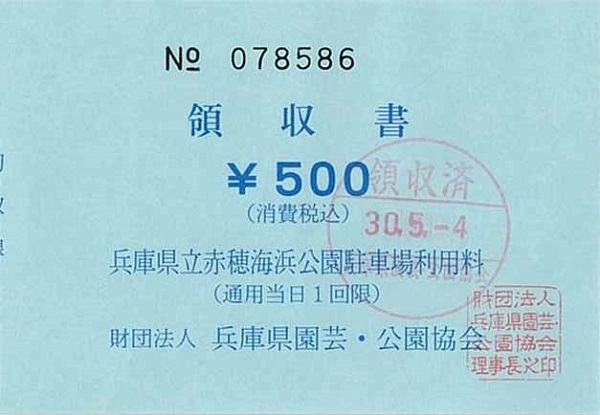 № 078586
領収書
¥500
(消費税込)
領収済
30.5.-4
兵庫県立赤穂海浜公園駐車場利用料
(通用当日1回限)
財団法人 兵庫県園芸・公園協会
財団法人
兵庫県園芸・
公園協会
理事長之印